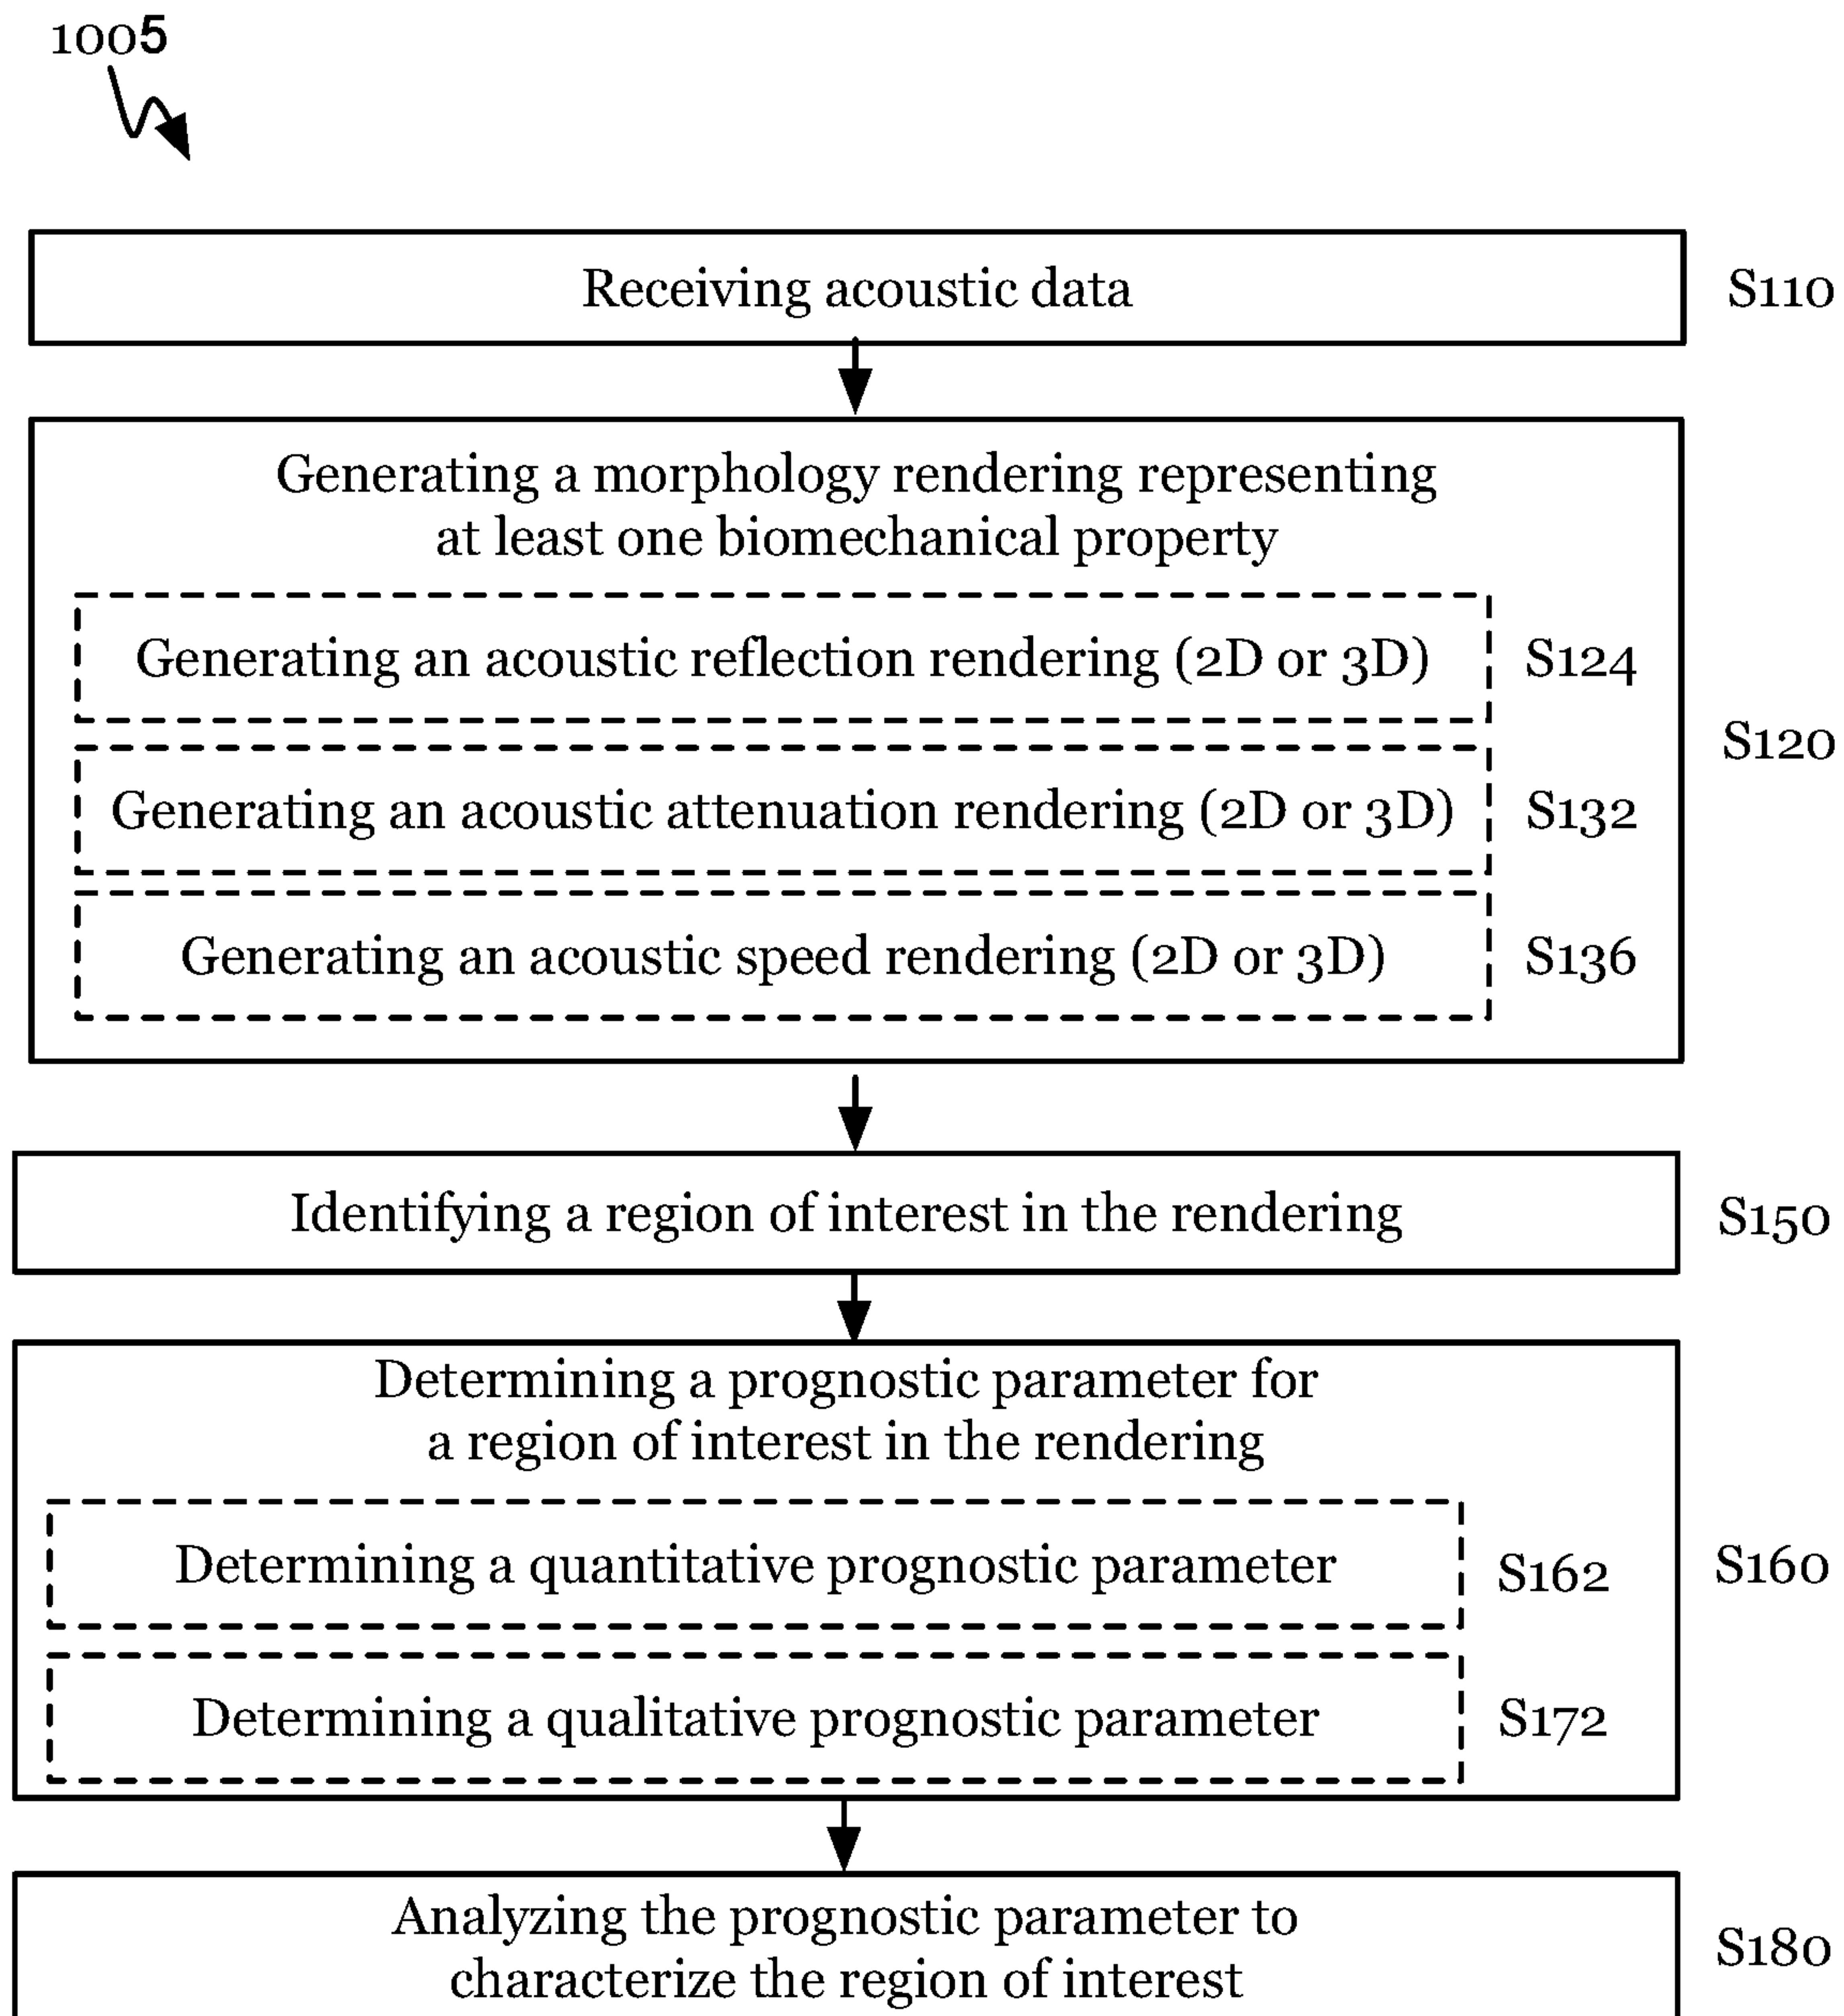 1005
Receiving acoustic data
S110
Generating a morphology rendering representing
at least one biomechanical property
Generating an acoustic reflection rendering (2D or 3D)
S124
S120
Generating an acoustic attenuation rendering (2D or 3D)
S132
Generating an acoustic speed rendering (2D or 3D)
S136
Identifying a region of interest in the rendering
S150
Determining a prognostic parameter for
a region of interest in the rendering
Determining a quantitative prognostic parameter
S162
S160
Determining a qualitative prognostic parameter
S172
Analyzing the prognostic parameter to
characterize the region of interest
S180